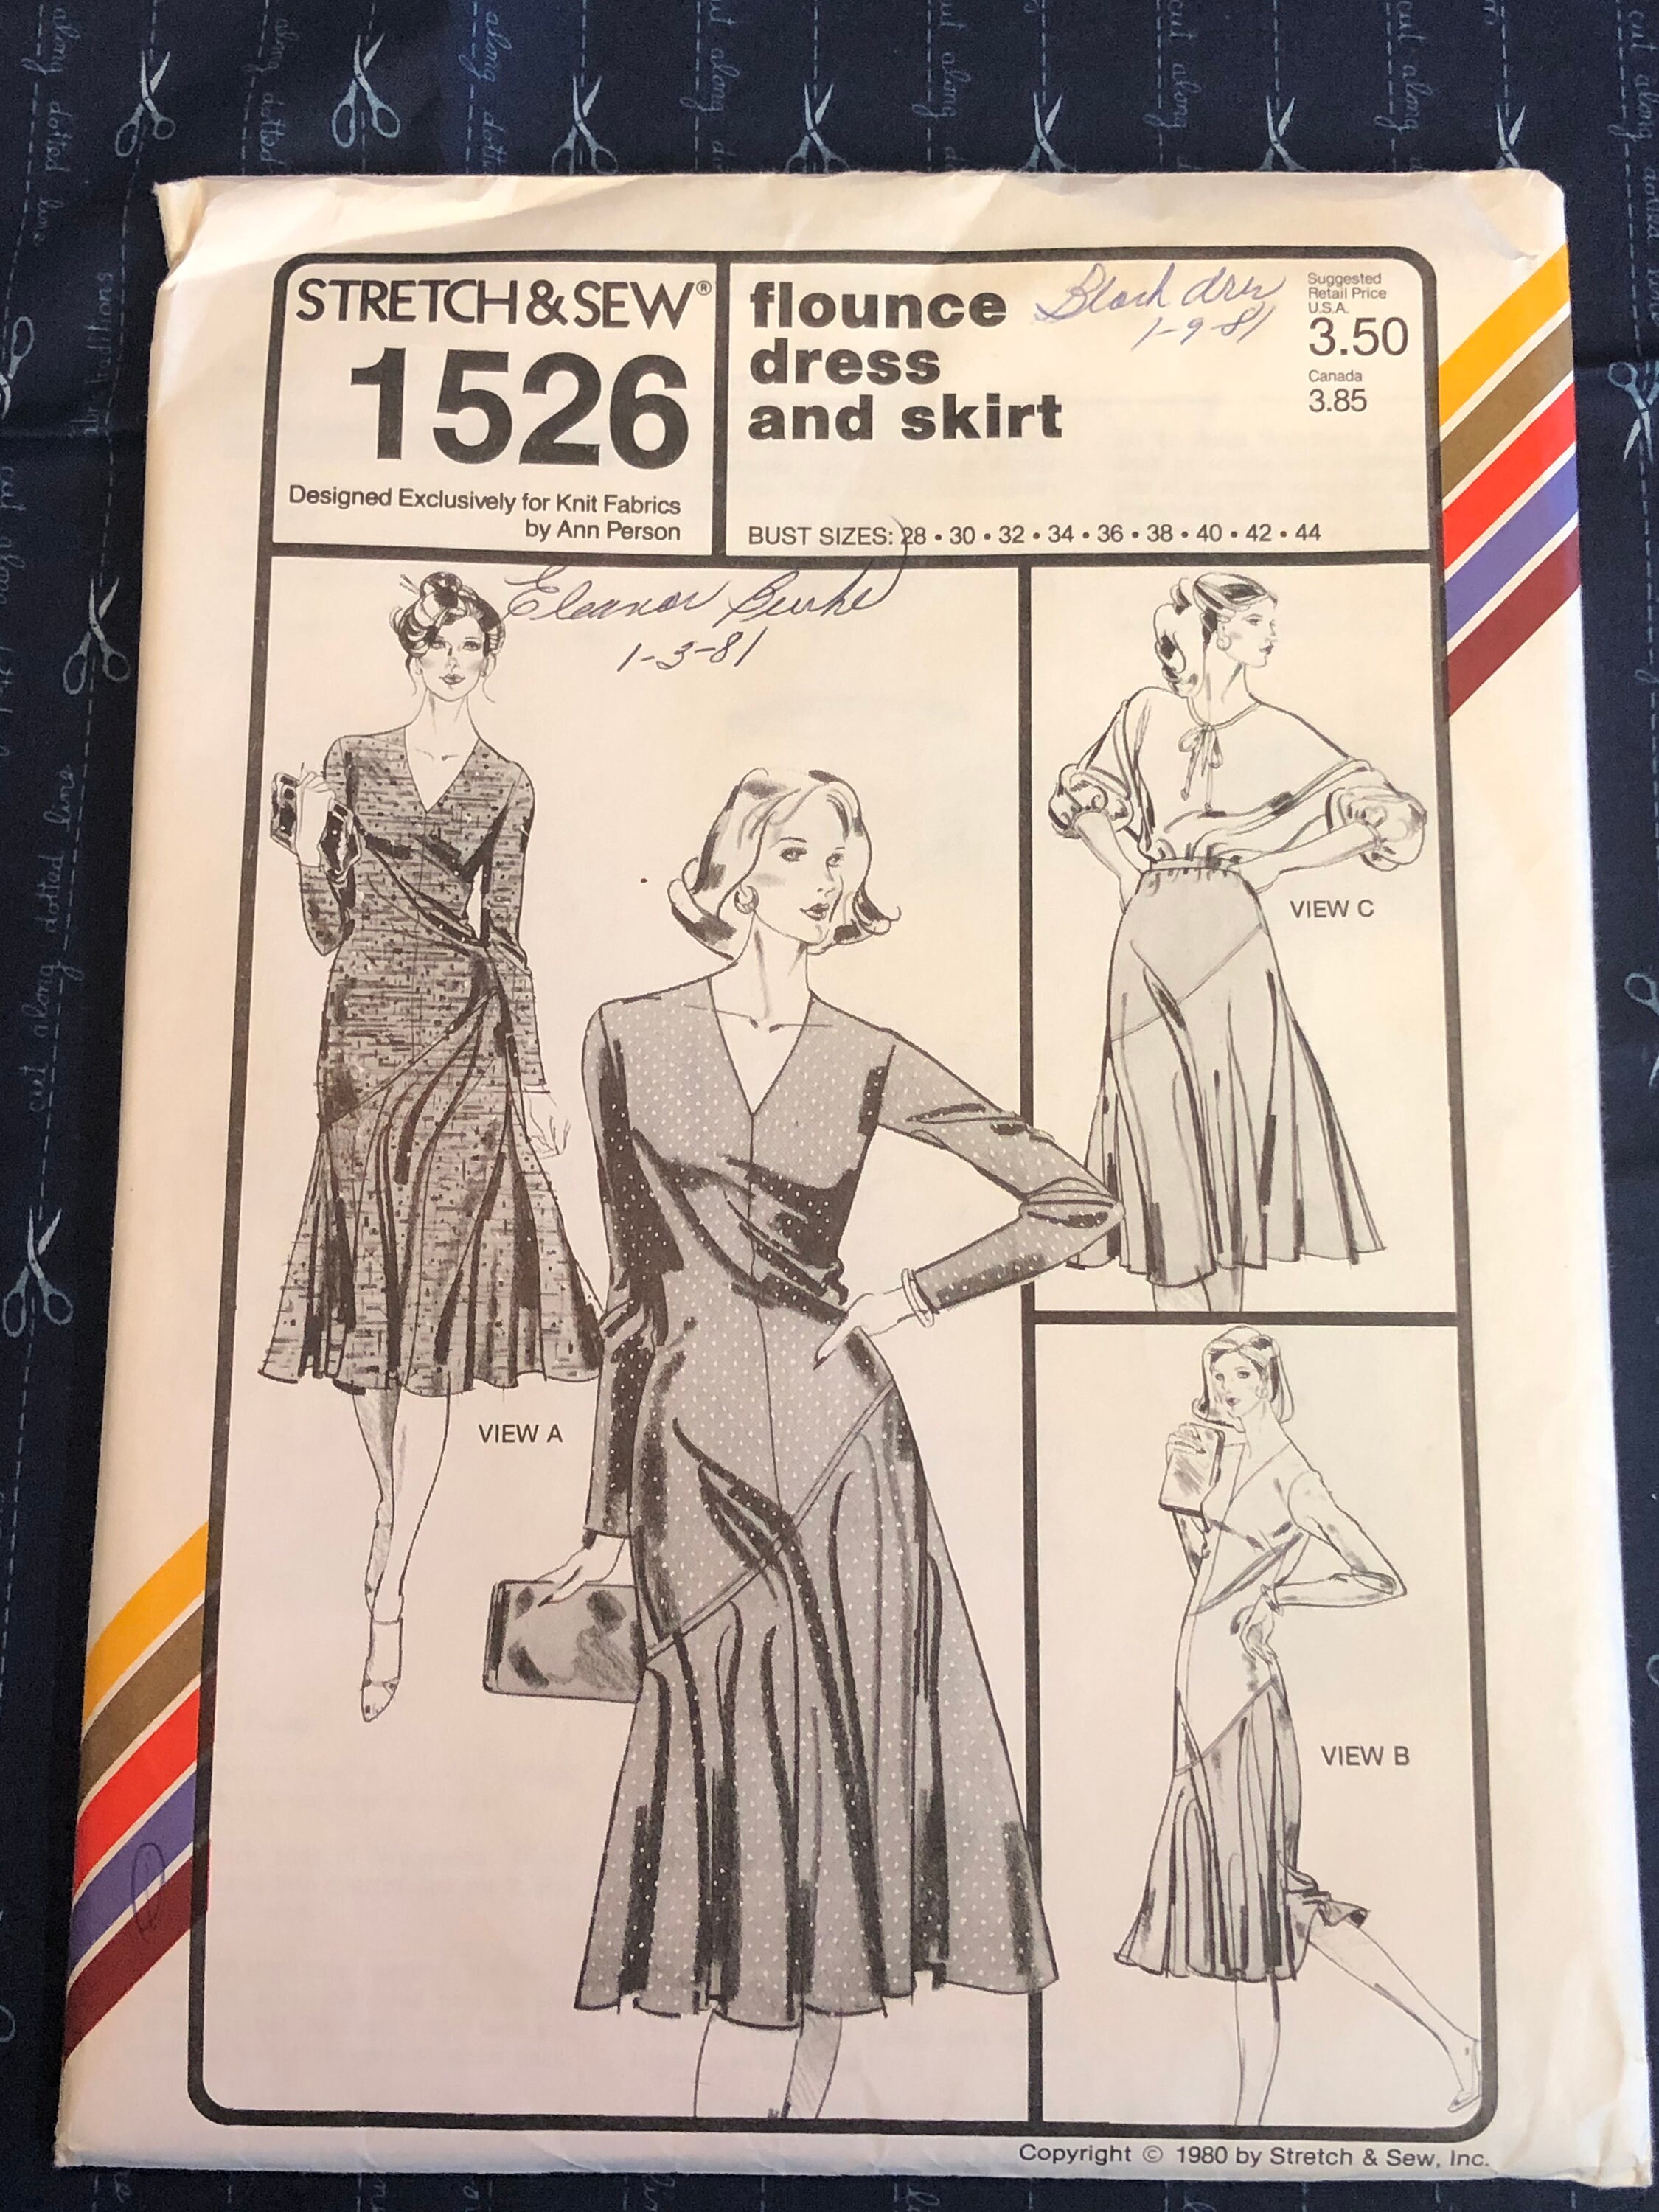 STRETCH & SEW®
1526
Designed Exclusively for Knit Fabrics
by Ann Person
flounce
dress
and skirt
Black dress
1-9-81
Suggested
Retail Price
U.S.A.
3.50
Canada
3.85
BUST SIZES: 28 • 30 • 32 • 34 • 36 • 38 • 40 • 42 • 44
Eleanor Burke
1-3-81
VIEW A
VIEW C
VIEW B
Copyright © 1980 by Stretch & Sew, Inc.
cut along dotted line